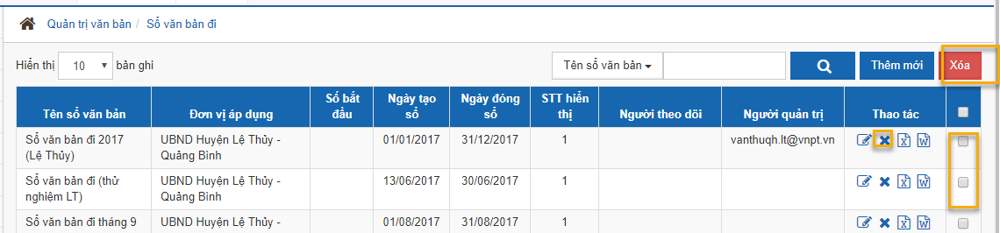 Quản trị văn bản / Sổ văn bản đi
Hiển thị 10 bản ghi Tên sổ văn bản Thêm mới Xóa
Tên sổ văn bản Đơn vị áp dụng Số bắt đầu Ngày tạo sổ Ngày đóng sổ STT hiển thị Người theo dõi Người quản trị Thao tác
Sổ văn bản đi 2017 (Lệ Thủy) UBND Huyện Lệ Thủy - Quảng Bình 01/01/2017 31/12/2017 1 vanthuqh.lt@vnpt.vn
Sổ văn bản đi (thử nghiệm LT) UBND Huyện Lệ Thủy - Quảng Bình 13/06/2017 30/06/2017 1
Sổ văn bản đi tháng 9 UBND Huyện Lệ Thủy - 01/08/2017 31/08/2017 1